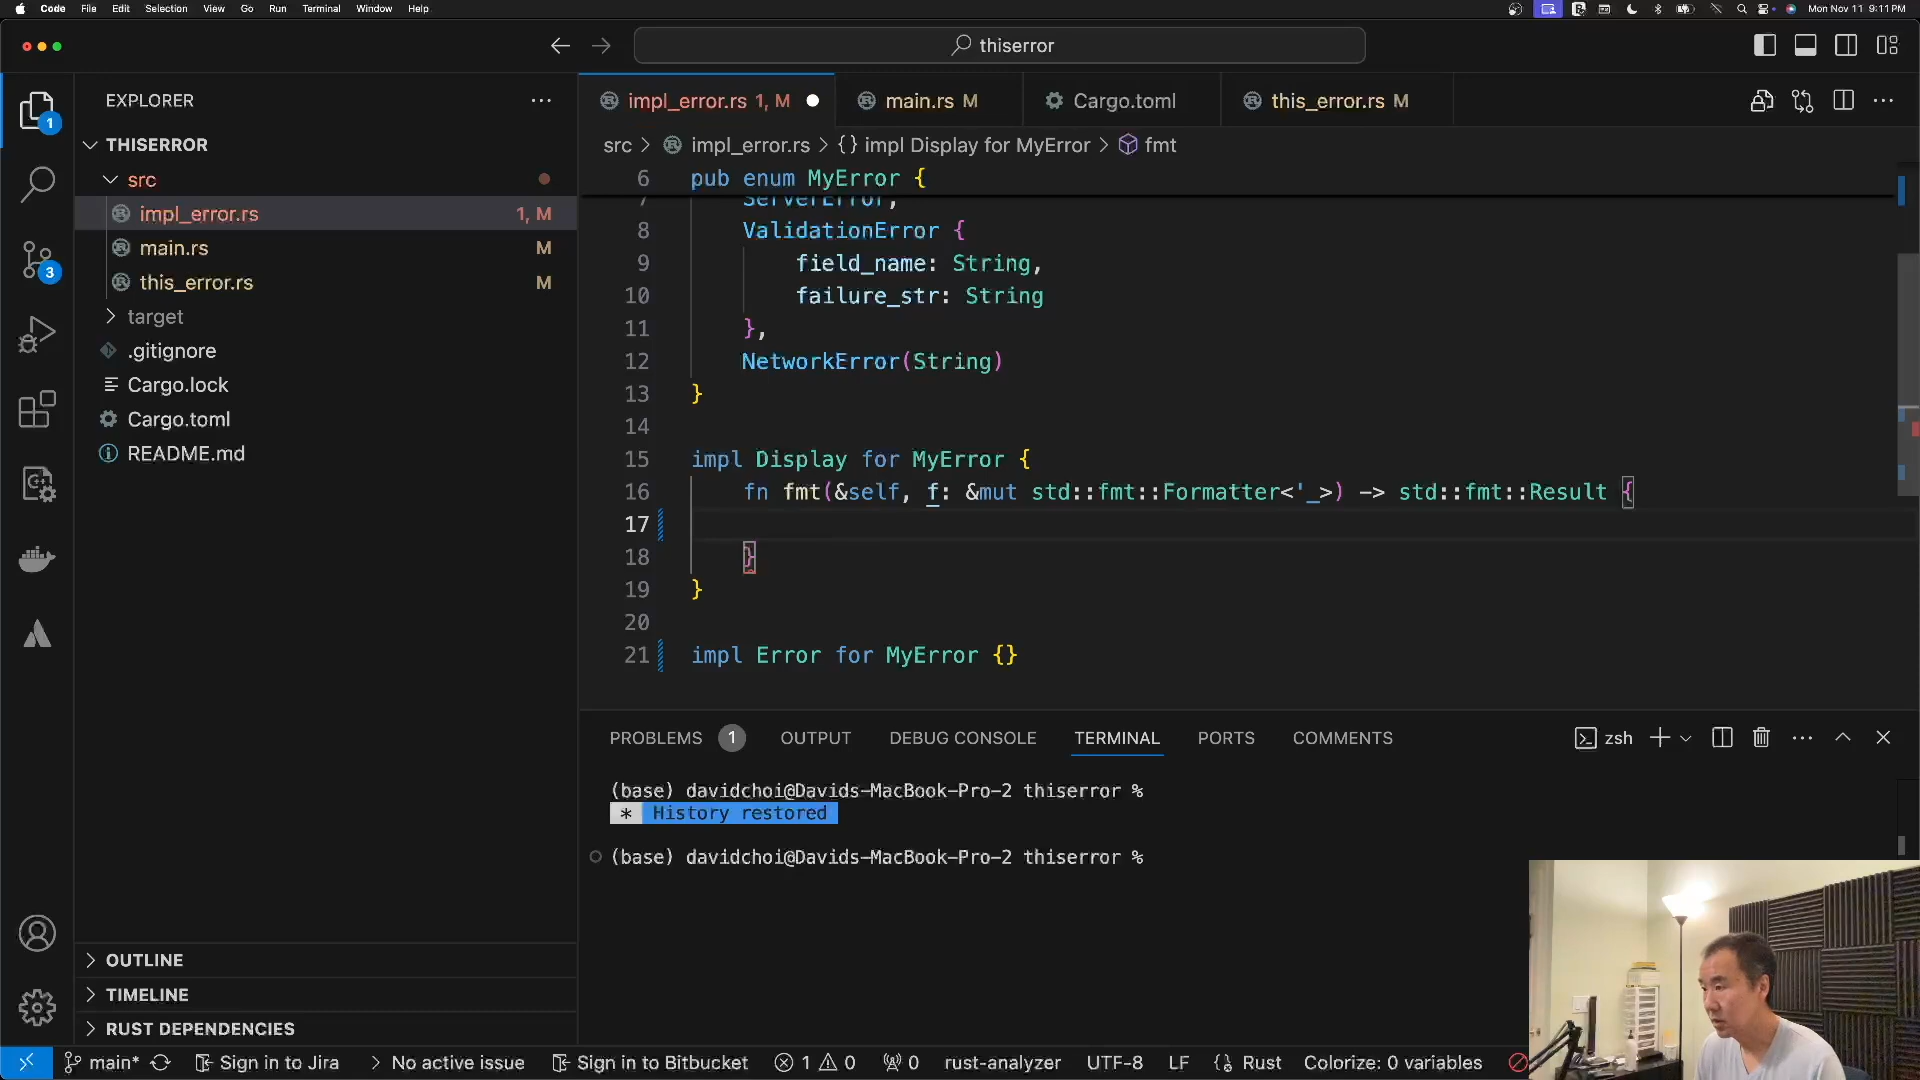 Code File Edit Selection View Go Run Terminal Window Help Mon Nov 11 9:11 PM
thiserror
EXPLORER
THISERROR
src
impl_error.rs 1, M
main.rs M
this_error.rs M
target
.gitignore
Cargo.lock
Cargo.toml
README.md
OUTLINE
TIMELINE
RUST DEPENDENCIES
1
3
impl_error.rs 1, M main.rs M Cargo.toml this_error.rs M
src > impl_error.rs > {} impl Display for MyError > fmt
6 pub enum MyError {
7 ServerError,
8 ValidationError {
9 field_name: String,
10 failure_str: String
11 },
12 NetworkError(String)
13 }
14
15 impl Display for MyError {
16 fn fmt(&self, f: &mut std::fmt::Formatter<'_>) -> std::fmt::Result {
17
18 }
19 }
20
21 impl Error for MyError {}
PROBLEMS 1 OUTPUT DEBUG CONSOLE TERMINAL PORTS COMMENTS zsh
(base) davidchoi@Davids-MacBook-Pro-2 thiserror %
* History restored
(base) davidchoi@Davids-MacBook-Pro-2 thiserror %
main* Sign in to Jira > No active issue Sign in to Bitbucket 1 0 0 rust-analyzer UTF-8 LF {} Rust Colorize: 0 variables